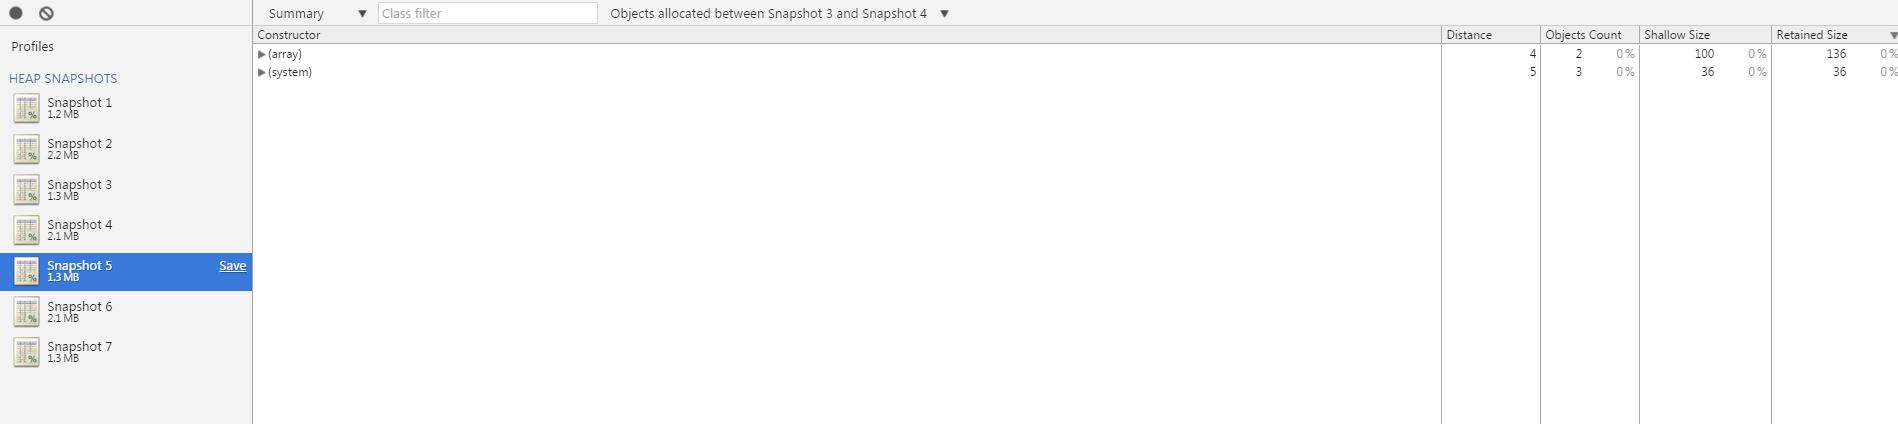 Summary Class filter Objects allocated between Snapshot 3 and Snapshot 4
Profiles
HEAP SNAPSHOTS
Snapshot 1
1.2 MB
Snapshot 2
2.2 MB
Snapshot 3
1.3 MB
Snapshot 4
2.1 MB
Snapshot 5 Save
1.3 MB
Snapshot 6
2.1 MB
Snapshot 7
1.3 MB
Constructor Distance Objects Count Shallow Size Retained Size
(array) 4 2 0 % 100 0 % 136 0 %
(system) 5 3 0 % 36 0 % 36 0 %